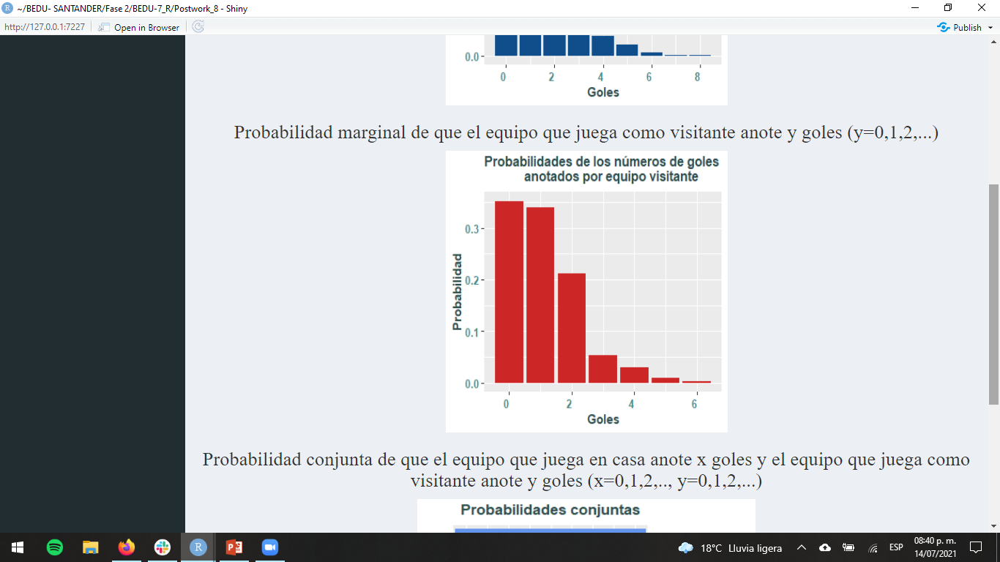 ~/BEDU- SANTANDER/Fase 2/BEDU-7_R/Postwork_8 - Shiny
http://127.0.0.1:7227
Open in Browser
Publish
0.0
0 2 4 6 8
Goles
Probabilidad marginal de que el equipo que juega como visitante anote y goles (y=0,1,2,...)
Probabilidades de los números de goles
anotados por equipo visitante
Probabilidad
0.3
0.2
0.1
0.0
0 2 4 6
Goles
Probabilidad conjunta de que el equipo que juega en casa anote x goles y el equipo que juega como
visitante anote y goles (x=0,1,2,.., y=0,1,2,...)
Probabilidades conjuntas
R
18°C Lluvia ligera
ESP
08:40 p. m.
14/07/2021